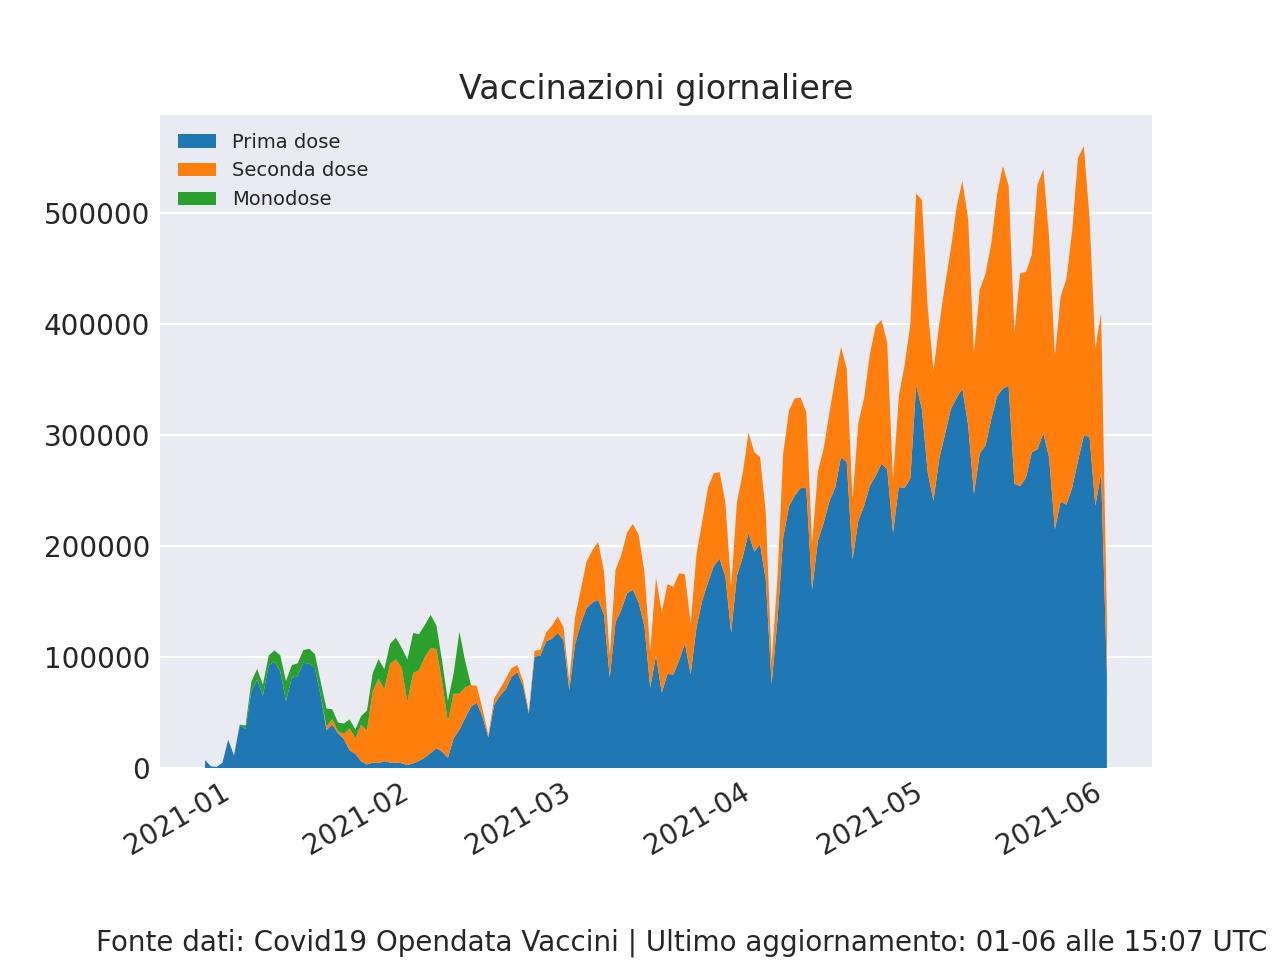 Vaccinazioni giornaliere
Prima dose
Seconda dose
Monodose
500000
400000
300000
200000
100000
0
2021-01
2021-02
2021-03
2021-04
2021-05
2021-06
Fonte dati: Covid19 Opendata Vaccini | Ultimo aggiornamento: 01-06 alle 15:07 UTC